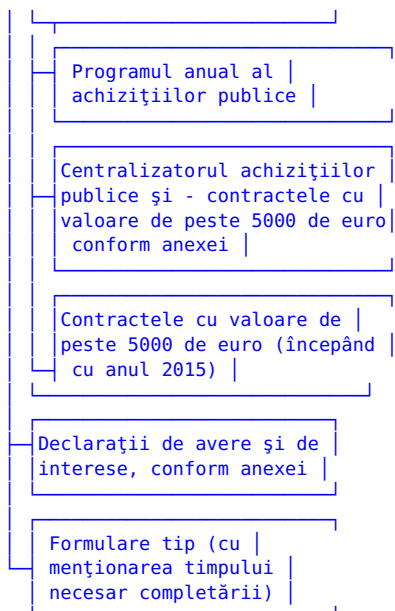 Programul anual al
achiziţiilor publice
Centralizatorul achiziţiilor
publice şi - contractele cu
valoare de peste 5000 de euro
conform anexei
Contractele cu valoare de
peste 5000 de euro (începând
cu anul 2015)
Declaraţii de avere şi de
interese, conform anexei
Formulare tip (cu
menţionarea timpului
necesar completării)